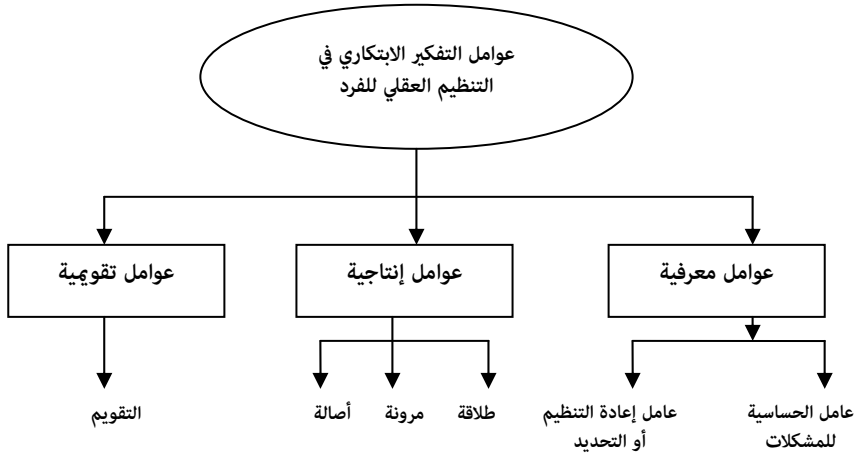 عوامل التفكير الابتكاري في
التنظيم العقلي للفرد
عوامل معرفية
عوامل إنتاجية
عوامل تقويمية
عامل الحساسية
للمشكلات
عامل إعادة التنظيم
أو التحديد
طلاقة
مرونة
أصالة
التقويم